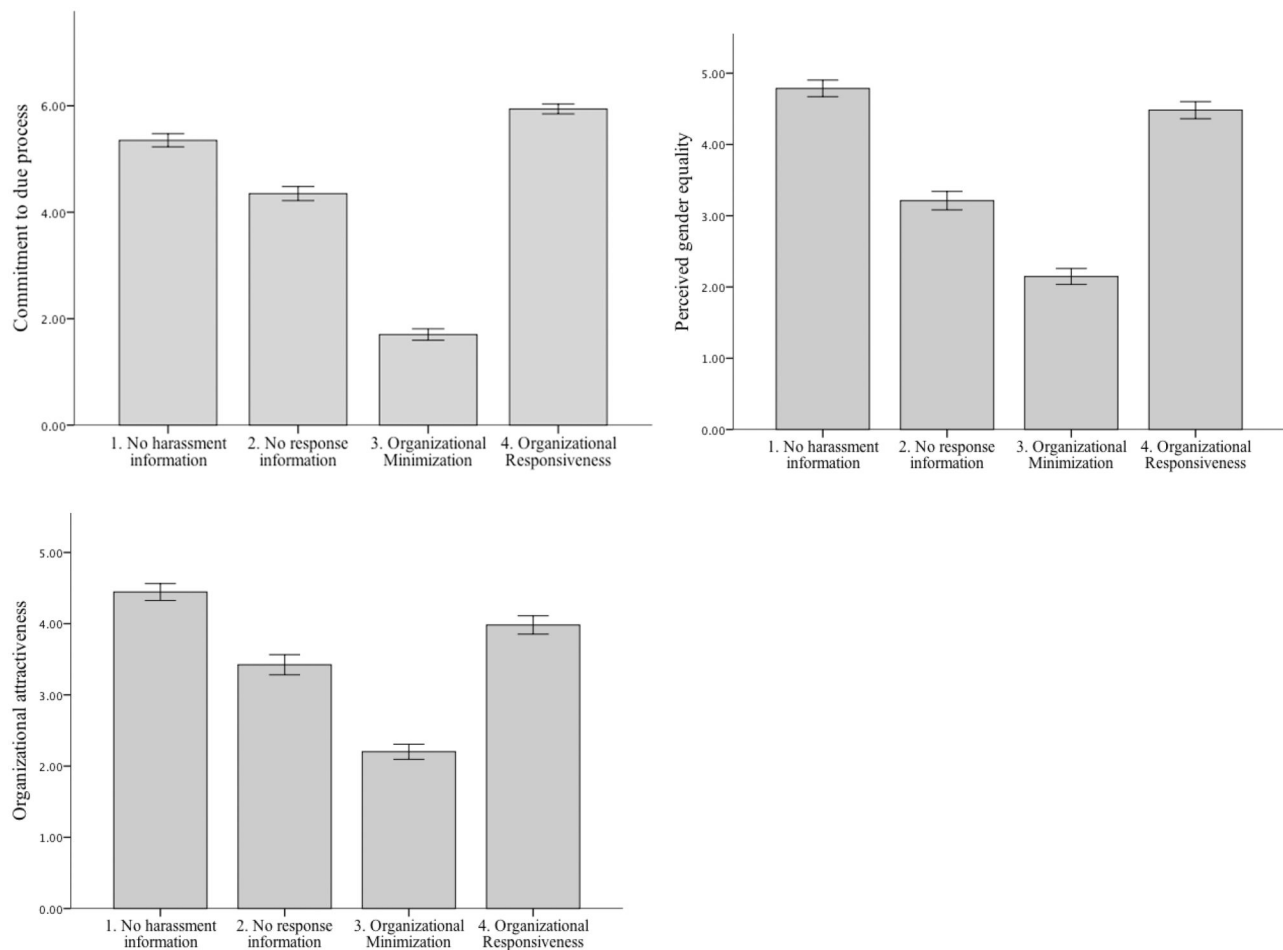 Commitment to due process
6.00
4.00
2.00
0.00
1. No harassment
information
2. No response
information
3. Organizational
Minimization
4. Organizational
Responsiveness
Perceived gender equality
5.00
4.00
3.00
2.00
1.00
0.00
1. No harassment
information
2. No response
information
3. Organizational
Minimization
4. Organizational
Responsiveness
Organizational attractiveness
5.00
4.00
3.00
2.00
1.00
0.00
1. No harassment
information
2. No response
information
3. Organizational
Minimization
4. Organizational
Responsiveness